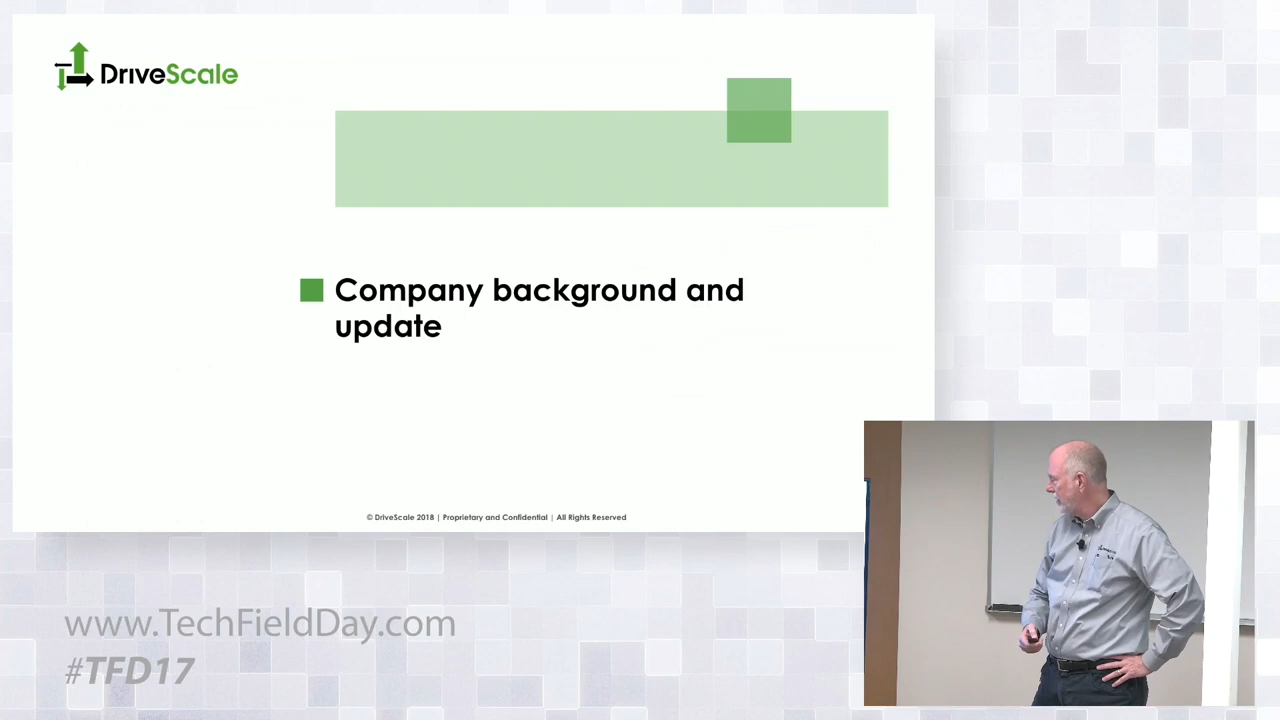 DriveScale
Company background and
update
© DriveScale 2018 | Proprietary and Confidential | All Rights Reserved
www.TechFieldDay.com
#TFD17